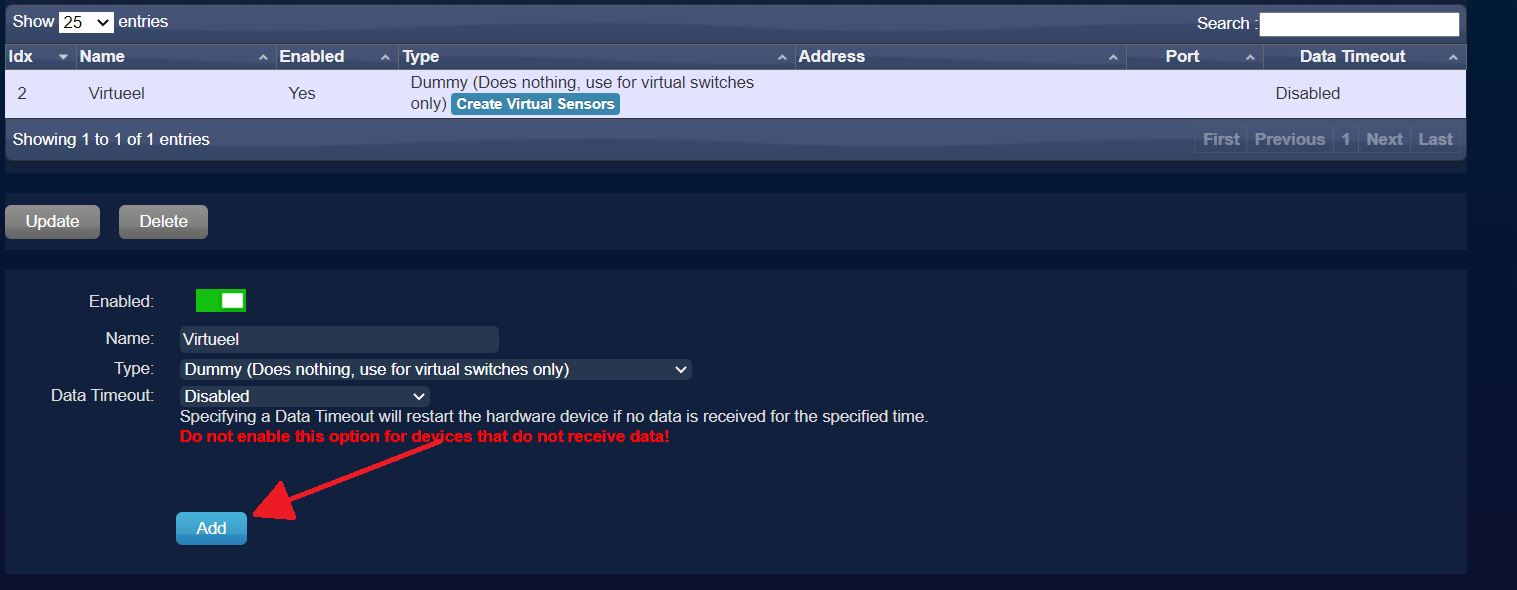 Show 25 entries Search :
Idx Name Enabled Type Address Port Data Timeout
2 Virtueel Yes Dummy (Does nothing, use for virtual switches only) Create Virtual Sensors Disabled
Showing 1 to 1 of 1 entries First Previous 1 Next Last
Update Delete
Enabled:
Name: Virtueel
Type: Dummy (Does nothing, use for virtual switches only)
Data Timeout: Disabled
Specifying a Data Timeout will restart the hardware device if no data is received for the specified time.
Do not enable this option for devices that do not receive data!
Add